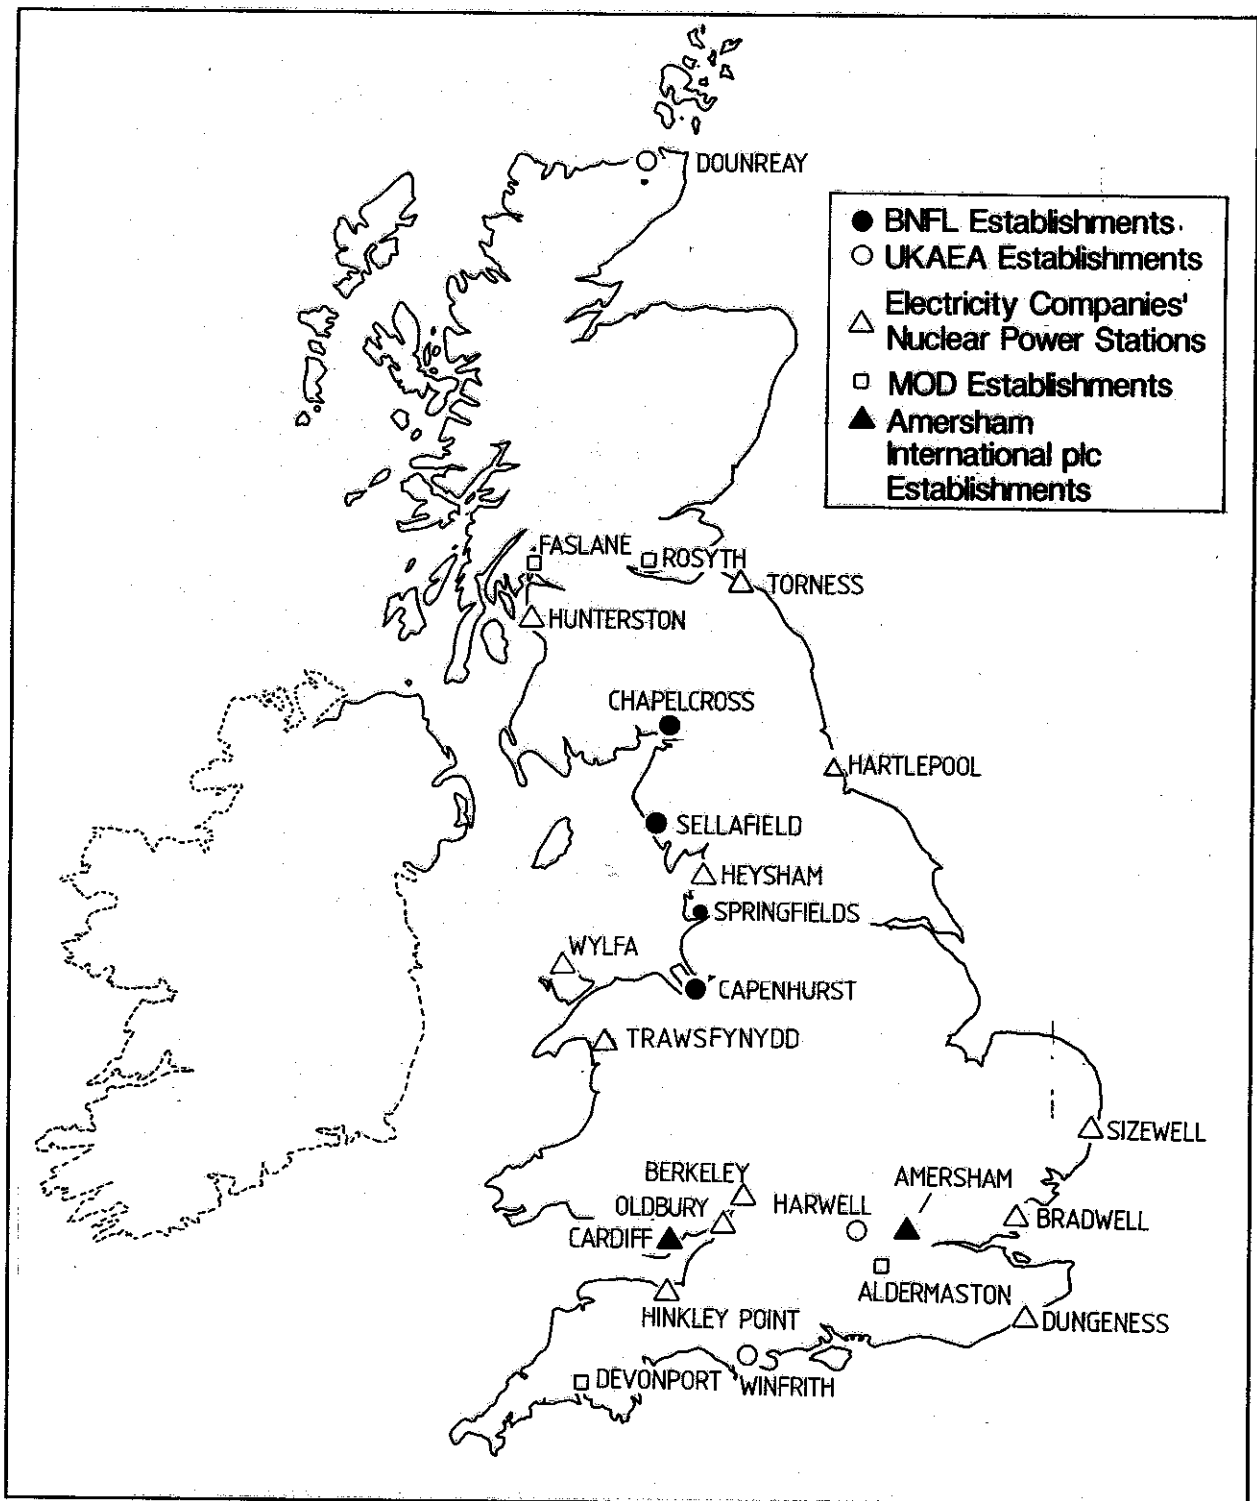 DOUNREAY
BNFL Establishments
UKAEA Establishments
Electricity Companies'
Nuclear Power Stations
MOD Establishments
Amersham
International plc
Establishments
FASLANE
ROSYTH
TORNESS
HUNTERSTON
CHAPELCROSS
HARTLEPOOL
SELLAFIELD
HEYSHAM
SPRINGFIELDS
WYLFA
CAPENHURST
TRAWSFYNYDD
SIZEWELL
BERKELEY
AMERSHAM
OLDBURY
HARWELL
BRADWELL
CARDIFF
ALDERMASTON
HINKLEY POINT
DUNGENESS
DEVONPORT
WINFRITH